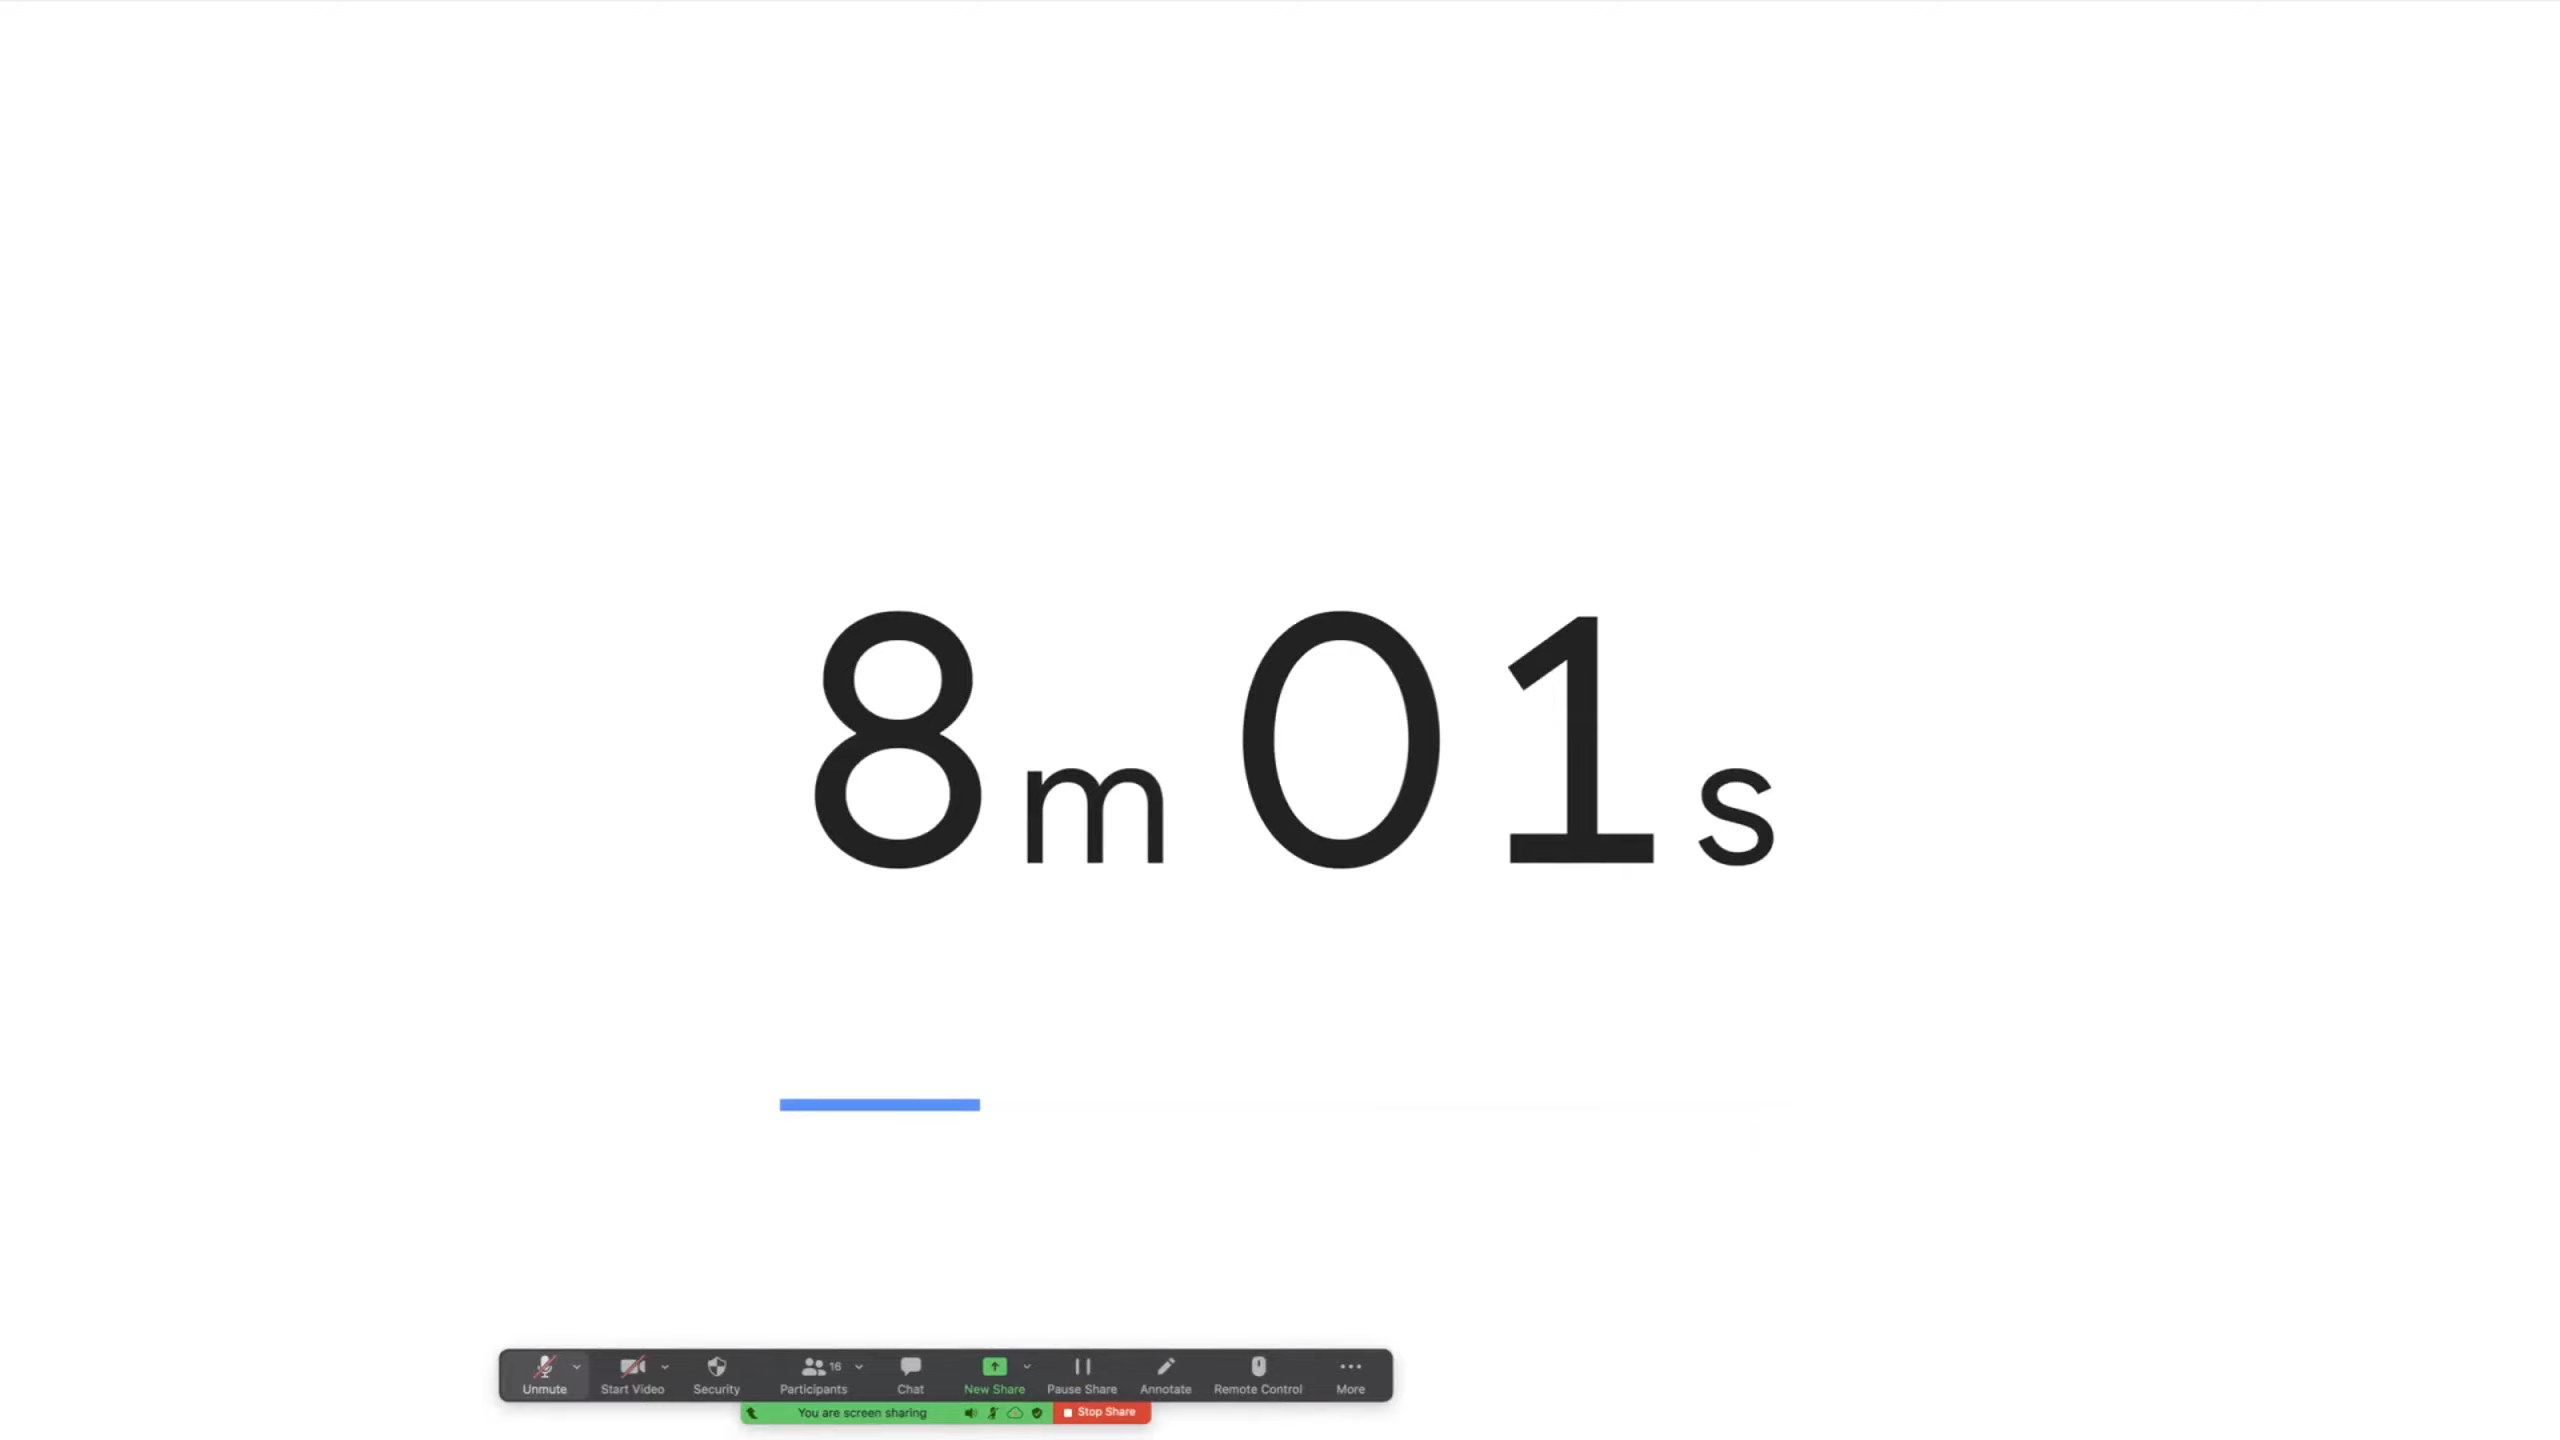 8m 01s
Unmute Start Video Security Participants 16 Chat New Share Pause Share Annotate Remote Control More
You are screen sharing Stop Share